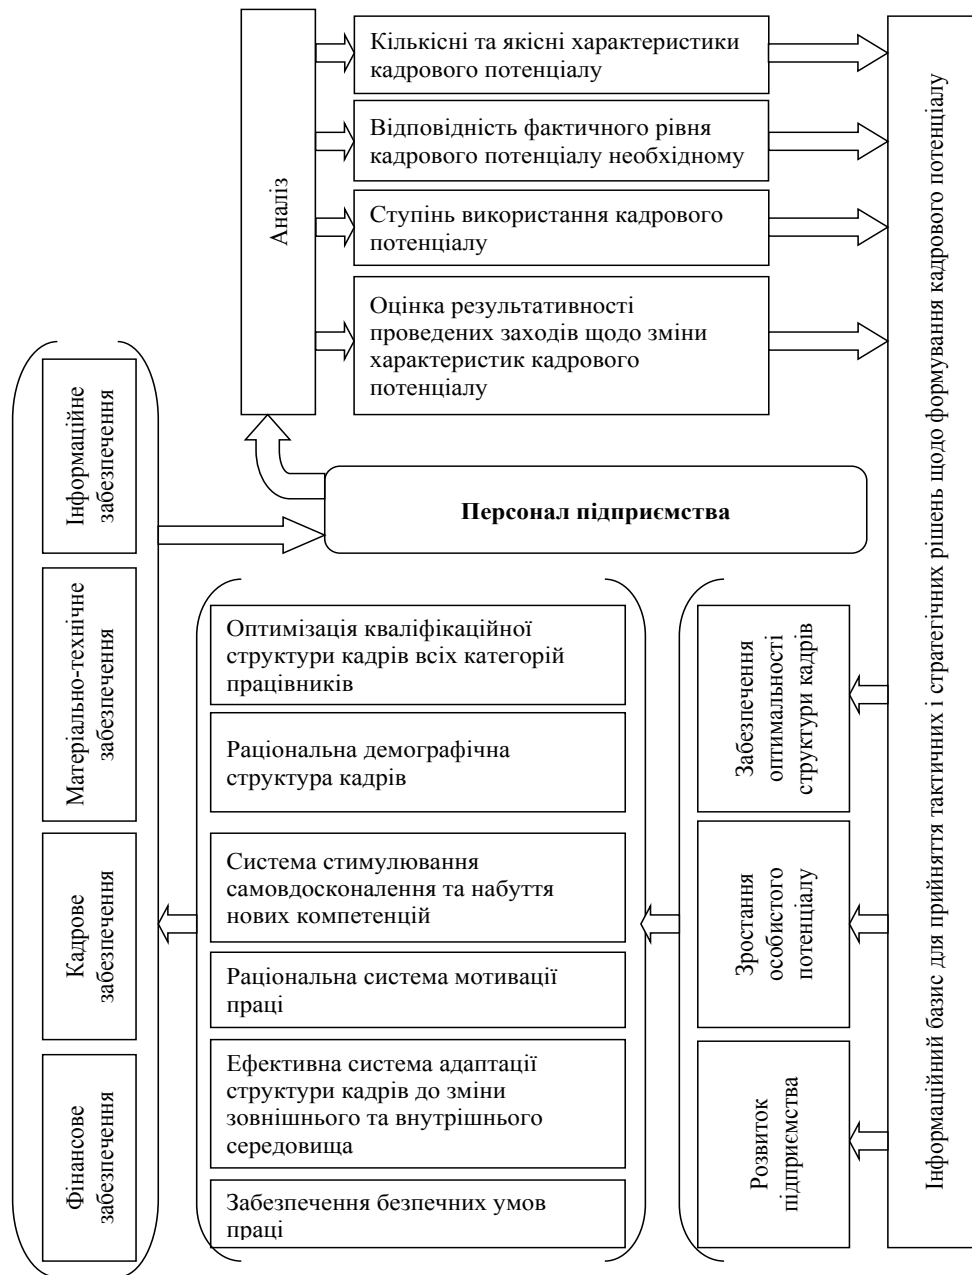 Аналіз
Кількісні та якісні характеристики
кадрового потенціалу
Відповідність фактичного рівня
кадрового потенціалу необхідному
Ступінь використання кадрового
потенціалу
Оцінка результативності
проведених заходів щодо зміни
характеристик кадрового
потенціалу
Інформаційний базис для прийняття тактичних і стратегічних рішень щодо формування кадрового потенціалу
Персонал підприємства
Інформаційне
забезпечення
Матеріально-технічне
забезпечення
Кадрове
забезпечення
Фінансове
забезпечення
Оптимізація кваліфікаційної
структури кадрів всіх категорій
працівників
Раціональна демографічна
структура кадрів
Система стимулювання
самовдосконалення та набуття
нових компетенцій
Раціональна система мотивації
праці
Ефективна система адаптації
структури кадрів до зміни
зовнішнього та внутрішнього
середовища
Забезпечення безпечних умов
праці
Забезпечення
оптимальності
структури кадрів
Зростання
особистого
потенціалу
Розвиток
підприємства